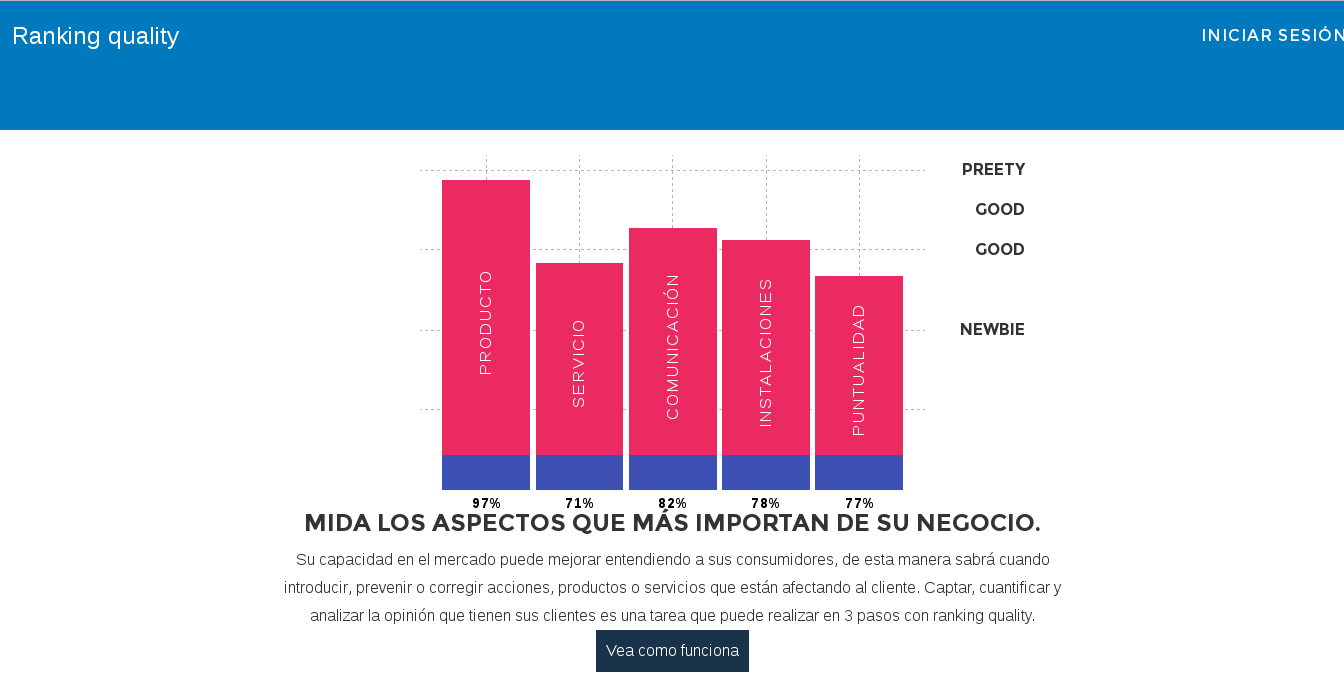 Ranking quality
INICIAR SESIÓN
PREETY
GOOD
GOOD
NEWBIE
PRODUCTO
SERVICIO
COMUNICACIÓN
INSTALACIONES
PUNTUALIDAD
97%
71%
82%
78%
77%
MIDA LOS ASPECTOS QUE MÁS IMPORTAN DE SU NEGOCIO.
Su capacidad en el mercado puede mejorar entendiendo a sus consumidores, de esta manera sabrá cuando
introducir, prevenir o corregir acciones, productos o servicios que están afectando al cliente. Captar, cuantificar y
analizar la opinión que tienen sus clientes es una tarea que puede realizar en 3 pasos con ranking quality.
Vea como funciona